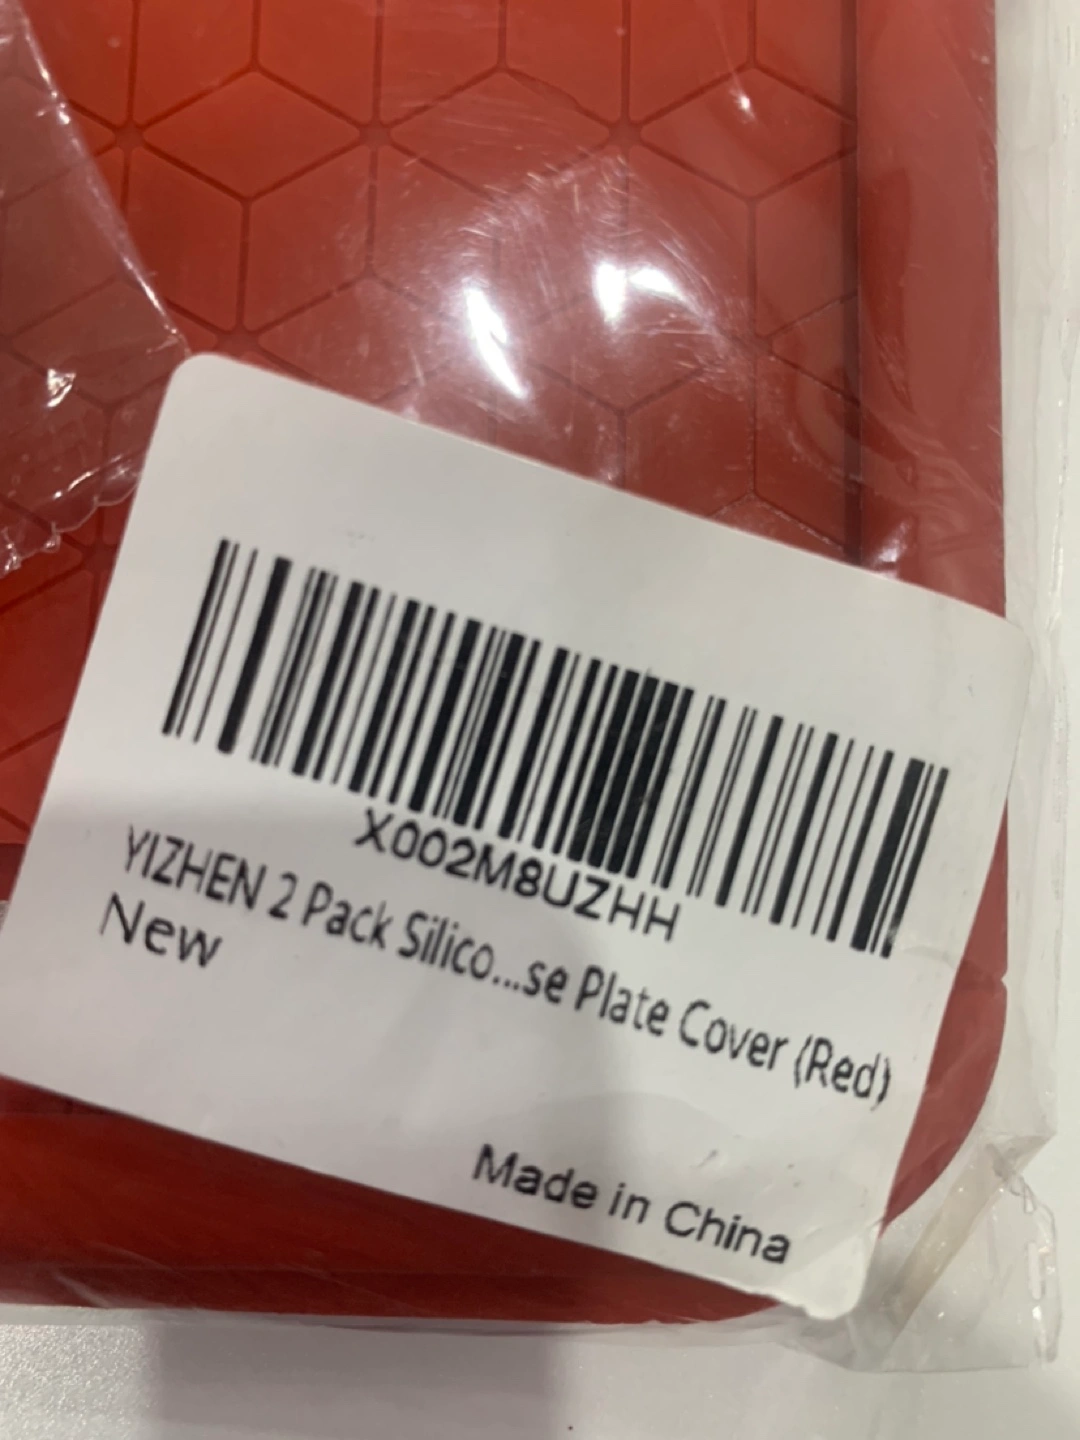 X002M8UZHH
YIZHEN 2 Pack Silico...se Plate Cover (Red)
New
Made in China